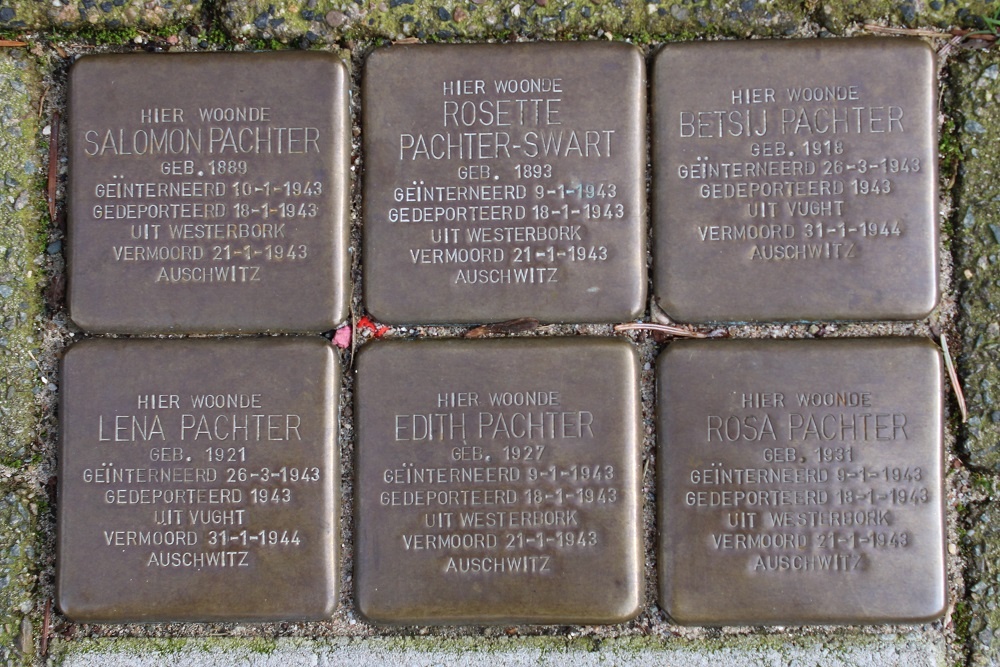 HIER WOONDE
SALOMON PACHTER
GEB. 1889
GEÏNTERNEERD 10-1-1943
GEDEPORTEERD 18-1-1943
UIT WESTERBORK
VERMOORD 21-1-1943
AUSCHWITZ
HIER WOONDE
ROSETTE
PACHTER-SWART
GEB. 1893
GEÏNTERNEERD 9-1-1943
GEDEPORTEERD 18-1-1943
UIT WESTERBORK
VERMOORD 21-1-1943
AUSCHWITZ
HIER WOONDE
BETSIJ PACHTER
GEB. 1918
GEÏNTERNEERD 26-3-1943
GEDEPORTEERD 1943
UIT VUGHT
VERMOORD 31-1-1944
AUSCHWITZ
HIER WOONDE
LENA PACHTER
GEB. 1921
GEÏNTERNEERD 26-3-1943
GEDEPORTEERD 1943
UIT VUGHT
VERMOORD 31-1-1944
AUSCHWITZ
HIER WOONDE
EDITH PACHTER
GEB. 1927
GEÏNTERNEERD 9-1-1943
GEDEPORTEERD 18-1-1943
UIT WESTERBORK
VERMOORD 21-1-1943
AUSCHWITZ
HIER WOONDE
ROSA PACHTER
GEB. 1931
GEÏNTERNEERD 9-1-1943
GEDEPORTEERD 18-1-1943
UIT WESTERBORK
VERMOORD 21-1-1943
AUSCHWITZ